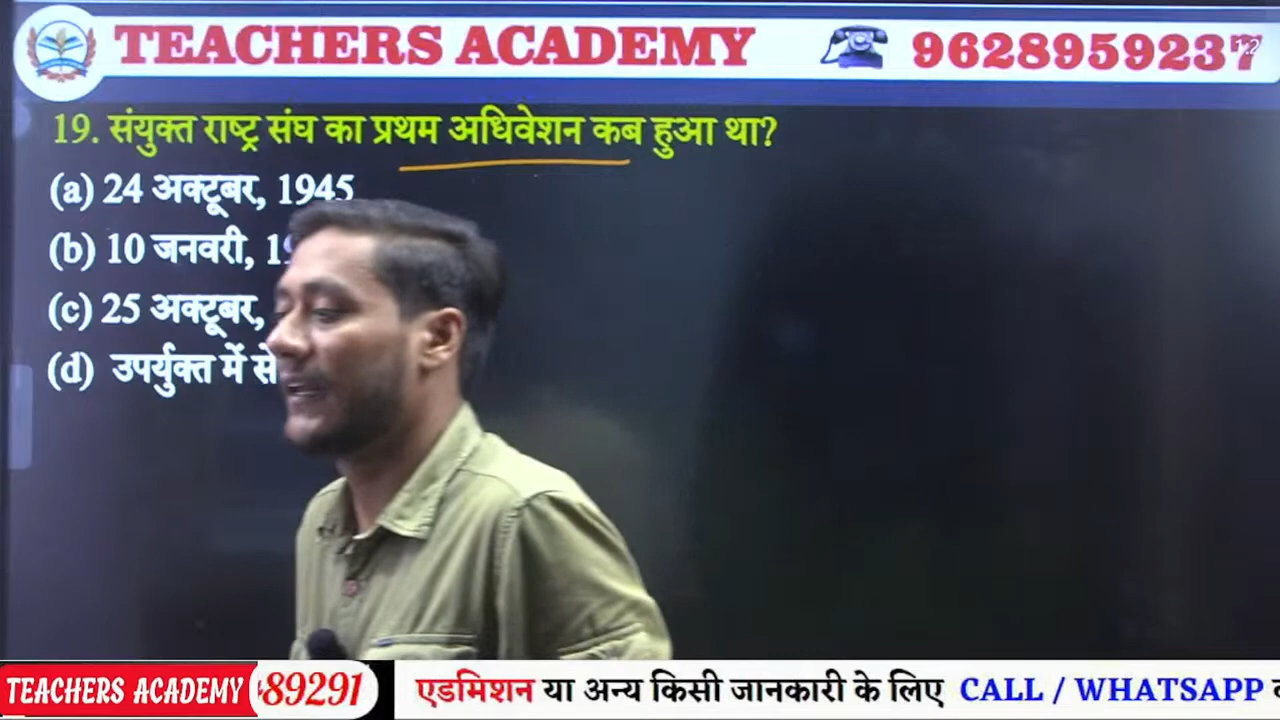 TEACHERS ACADEMY 9628959237
19. संयुक्त राष्ट्र संघ का प्रथम अधिवेशन कब हुआ था?
(a) 24 अक्टूबर, 1945
(b) 10 जनवरी,
(c) 25 अक्टूबर,
(d) उपर्युक्त में से
TEACHERS ACADEMY 89291 एडमिशन या अन्य किसी जानकारी के लिए CALL / WHATSAPP